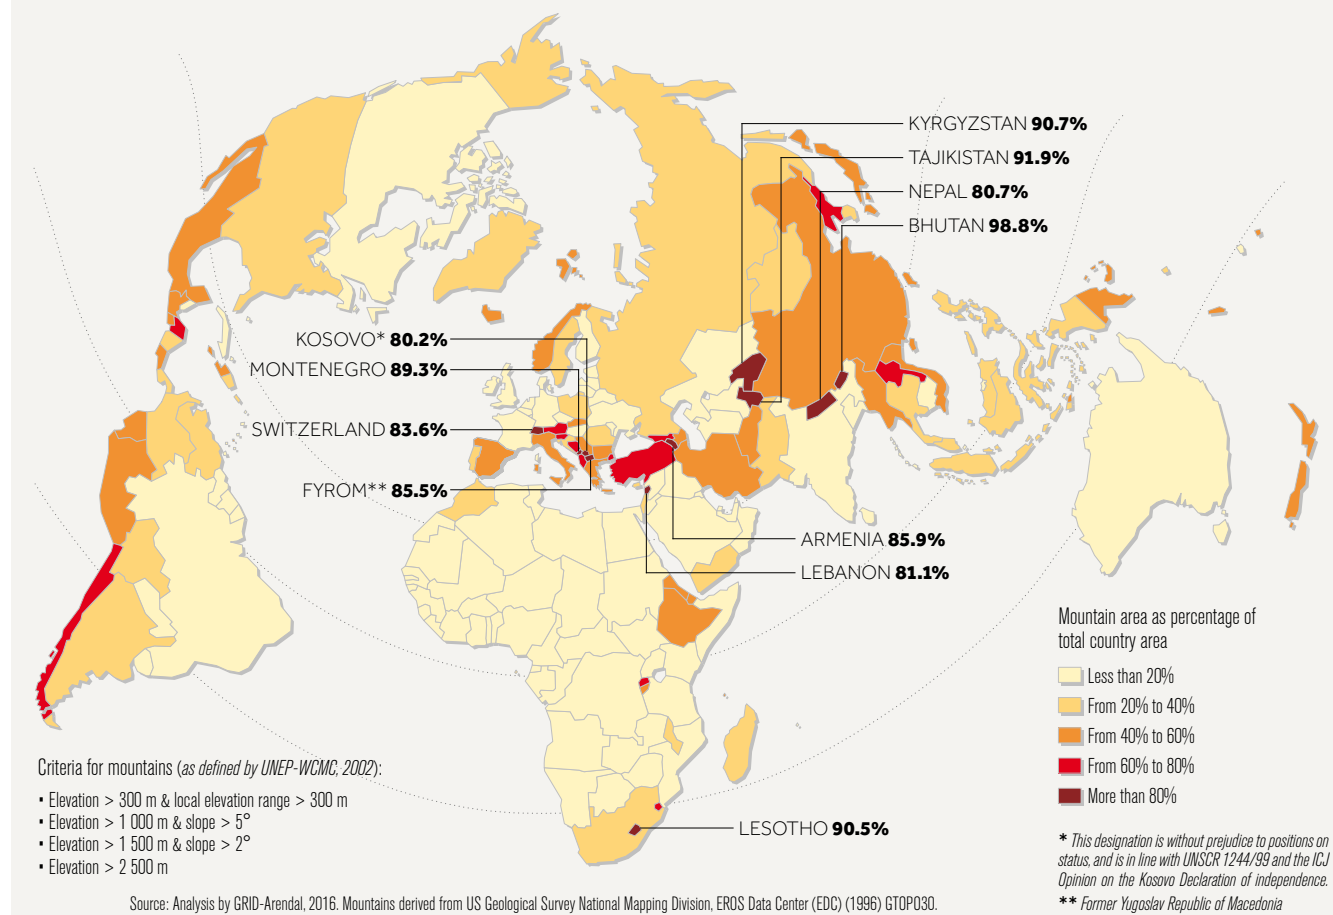 KYRGYZSTAN 90.7%
TAJIKISTAN 91.9%
NEPAL 80.7%
BHUTAN 98.8%
KOSOVO* 80.2%
MONTENEGRO 89.3%
SWITZERLAND 83.6%
FYROM** 85.5%
ARMENIA 85.9%
LEBANON 81.1%
LESOTHO 90.5%
Mountain area as percentage of
total country area
Less than 20%
From 20% to 40%
From 40% to 60%
From 60% to 80%
More than 80%
Criteria for mountains (as defined by UNEP-WCMC, 2002):
• Elevation > 300 m & local elevation range > 300 m
• Elevation > 1 000 m & slope > 5°
• Elevation > 1 500 m & slope > 2°
• Elevation > 2 500 m
* This designation is without prejudice to positions on
status, and is in line with UNSCR 1244/99 and the ICJ
Opinion on the Kosovo Declaration of independence.
** Former Yugoslav Republic of Macedonia
Source: Analysis by GRID-Arendal, 2016. Mountains derived from US Geological Survey National Mapping Division, EROS Data Center (EDC) (1996) GTOPO30.